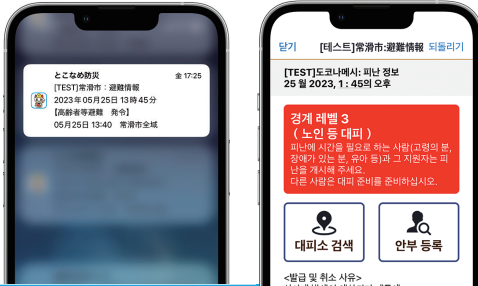 とこなめ防災
金 17:25
[TEST]常滑市：避難情報
2023年05月25日 13時45分
【高齢者等避難　発令】
05月25日 13:40　常滑市全域
닫기
[테스트]常滑市:避難情報
되돌리기
[TEST]도코나메시: 피난 정보
25 월 2023, 1 : 45의 오후
경계 레벨 3
( 노인 등 대피 )
피난에 시간을 필요로 하는 사람(고령의 분,
장애가 있는 분, 유아 등)과 그 지원자는 피
난을 개시해 주세요.
다른 사람은 대피 준비를 준비하십시오.
대피소 검색
안부 등록
<발급 및 취소 사유>